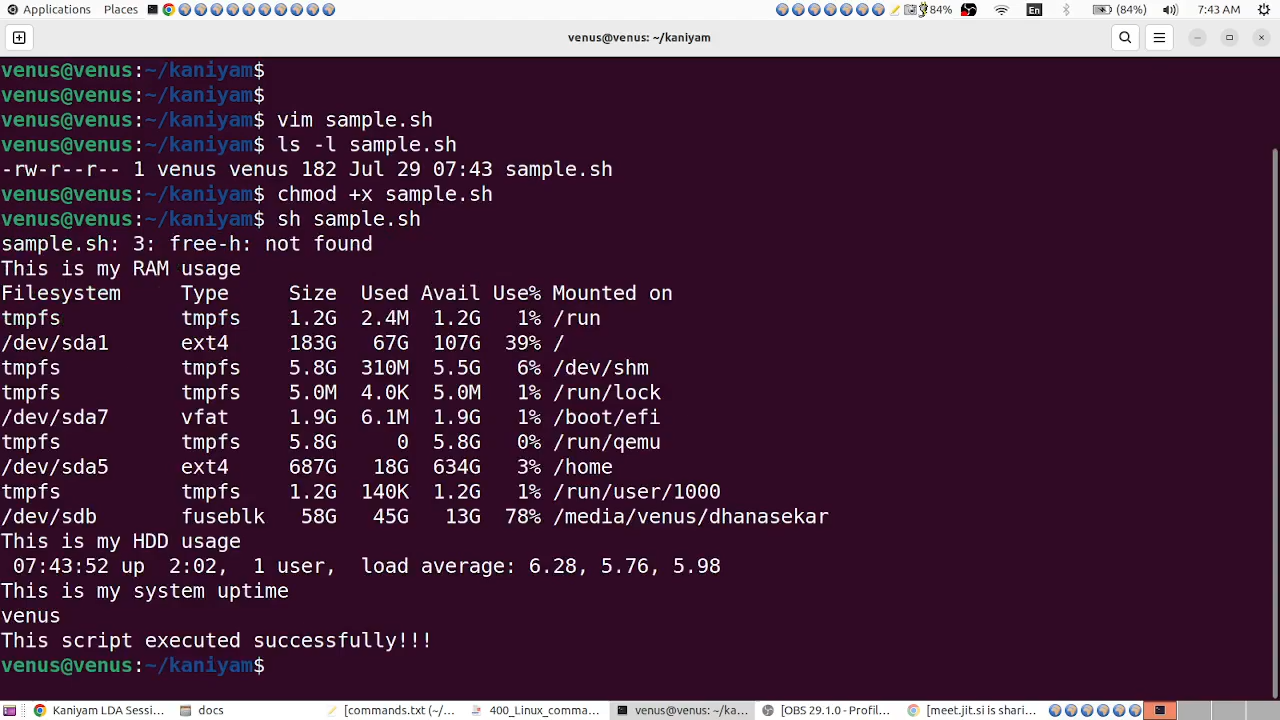 Applications Places 84% En (84%) 7:43 AM
venus@venus: ~/kaniyam
venus@venus:~/kaniyam$
venus@venus:~/kaniyam$
venus@venus:~/kaniyam$ vim sample.sh
venus@venus:~/kaniyam$ ls -l sample.sh
-rw-r--r-- 1 venus venus 182 Jul 29 07:43 sample.sh
venus@venus:~/kaniyam$ chmod +x sample.sh
venus@venus:~/kaniyam$ sh sample.sh
sample.sh: 3: free-h: not found
This is my RAM usage
Filesystem     Type     Size  Used Avail Use% Mounted on
tmpfs          tmpfs    1.2G  2.4M  1.2G   1% /run
/dev/sda1      ext4     183G   67G  107G  39% /
tmpfs          tmpfs    5.8G  310M  5.5G   6% /dev/shm
tmpfs          tmpfs    5.0M  4.0K  5.0M   1% /run/lock
/dev/sda7      vfat     1.9G  6.1M  1.9G   1% /boot/efi
tmpfs          tmpfs    5.8G     0  5.8G   0% /run/qemu
/dev/sda5      ext4     687G   18G  634G   3% /home
tmpfs          tmpfs    1.2G  140K  1.2G   1% /run/user/1000
/dev/sdb       fuseblk   58G   45G   13G  78% /media/venus/dhanasekar
This is my HDD usage
 07:43:52 up  2:02,  1 user,  load average: 6.28, 5.76, 5.98
This is my system uptime
venus
This script executed successfully!!!
venus@venus:~/kaniyam$
Kaniyam LDA Sessi... docs [commands.txt (~/... 400_Linux_comma... venus@venus: ~/ka... [OBS 29.1.0 - Profil... [meet.jit.si is sharin...